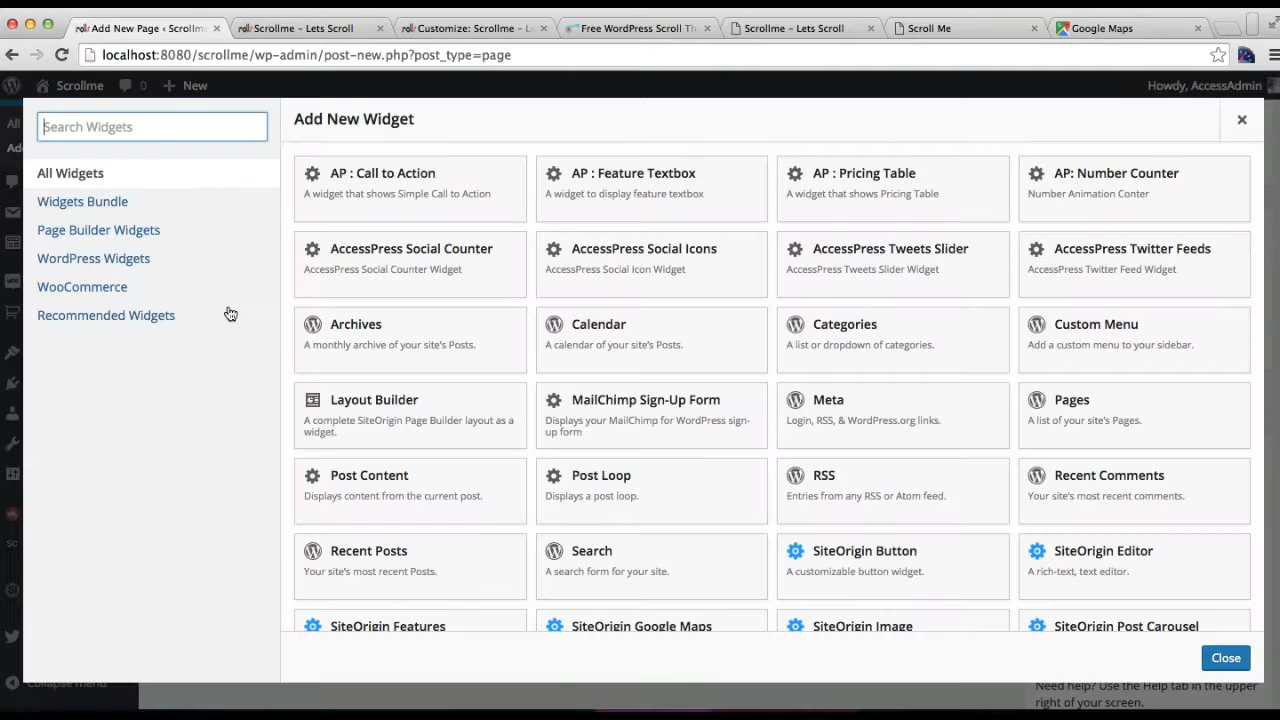 Add New Page ‹ Scrollme
Scrollme – Lets Scroll
Customize: Scrollme – Le
Free WordPress Scroll Th
Scrollme – Lets Scroll
Scroll Me
Google Maps
localhost:8080/scrollme/wp-admin/post-new.php?post_type=page
Scrollme
0
New
Howdy, AccessAdmin
All
Search Widgets
Add New Widget
All Widgets
Widgets Bundle
Page Builder Widgets
WordPress Widgets
WooCommerce
Recommended Widgets
AP : Call to Action
A widget that shows Simple Call to Action
AP : Feature Textbox
A widget to display feature textbox
AP : Pricing Table
A widget that shows Pricing Table
AP: Number Counter
Number Animation Center
AccessPress Social Counter
AccessPress Social Counter Widget
AccessPress Social Icons
AccessPress Social Icon Widget
AccessPress Tweets Slider
AccessPress Tweets Slider Widget
AccessPress Twitter Feeds
AccessPress Twitter Feed Widget
Archives
A monthly archive of your site's Posts.
Calendar
A calendar of your site's Posts.
Categories
A list or dropdown of categories.
Custom Menu
Add a custom menu to your sidebar.
Layout Builder
A complete SiteOrigin Page Builder layout as a
widget.
MailChimp Sign-Up Form
Displays your MailChimp for WordPress sign-
up form
Meta
Login, RSS, & WordPress.org links.
Pages
A list of your site's Pages.
Post Content
Displays content from the current post.
Post Loop
Displays a post loop.
RSS
Entries from any RSS or Atom feed.
Recent Comments
Your site's most recent comments.
Recent Posts
Your site's most recent Posts.
Search
A search form for your site.
SiteOrigin Button
A customizable button widget.
SiteOrigin Editor
A rich-text, text editor.
SiteOrigin Features
SiteOrigin Google Maps
SiteOrigin Image
SiteOrigin Post Carousel
Close
Collapse menu
Need help? Use the Help tab in the upper
right of your screen.